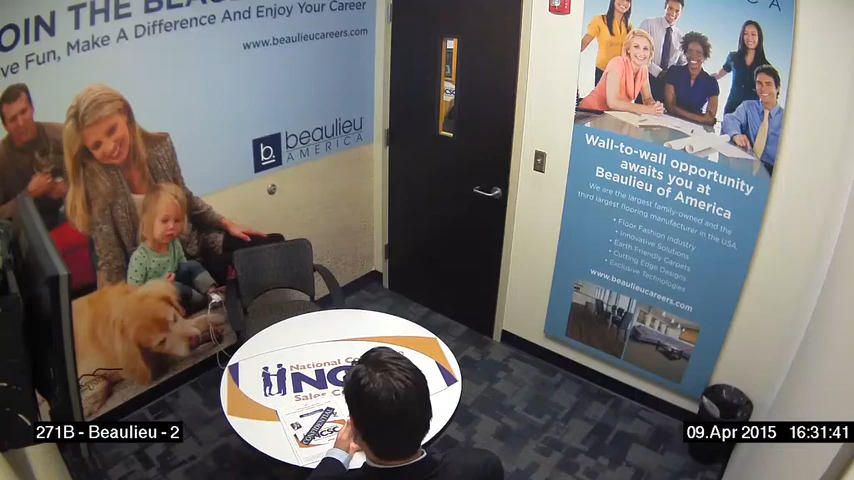 OIN THE BEA
ve Fun, Make A Difference And Enjoy Your Career
www.beaulieucareers.com
b.
beaulieu
AMERICA
CA
Wall-to-wall opportunity
awaits you at
Beaulieu of America
We are the largest family-owned and the
third largest flooring manufacturer in the USA.
• Floor Fashion Industry
• Innovative Solutions
• Earth Friendly Carpets
• Cutting Edge Designs
• Exclusive Technologies
www.beaulieucareers.com
National Co
NC
Sales C
CONFIDENTIAL
271B - Beaulieu - 2
09.Apr 2015 16:31:41